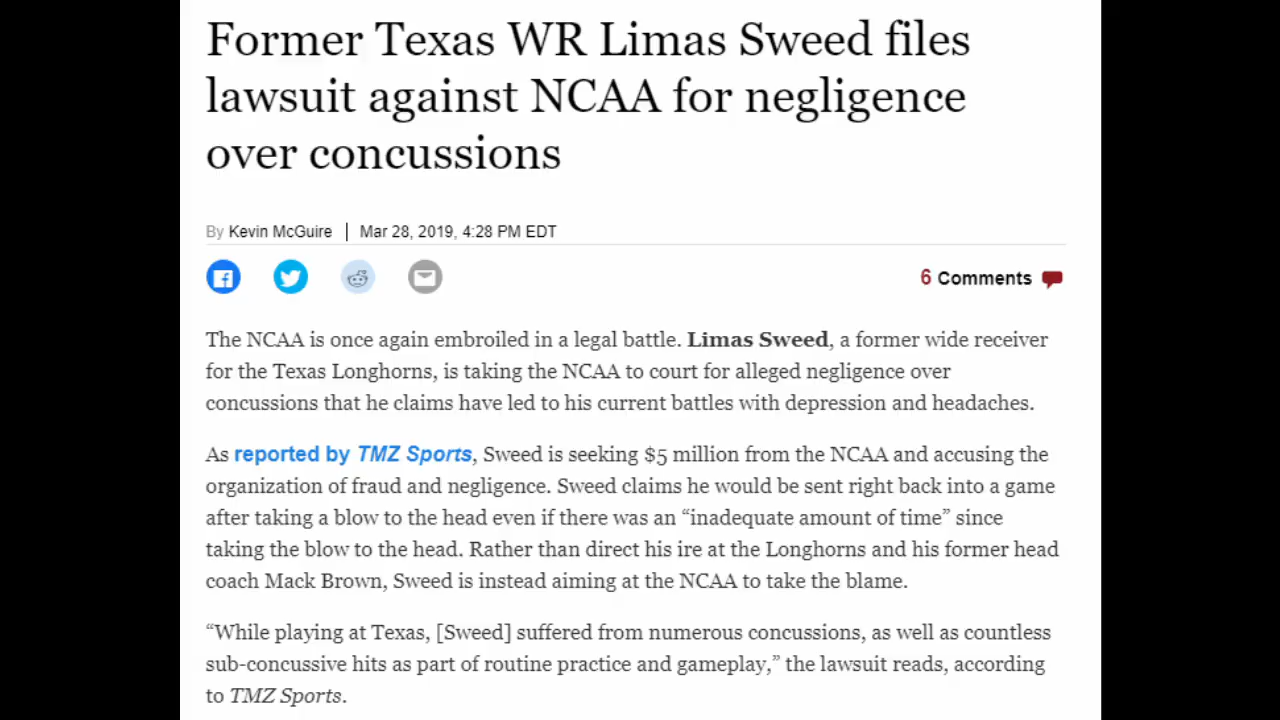 Former Texas WR Limas Sweed files
lawsuit against NCAA for negligence
over concussions
By Kevin McGuire | Mar 28, 2019, 4:28 PM EDT
6 Comments
The NCAA is once again embroiled in a legal battle. Limas Sweed, a former wide receiver
for the Texas Longhorns, is taking the NCAA to court for alleged negligence over
concussions that he claims have led to his current battles with depression and headaches.
As reported by TMZ Sports, Sweed is seeking $5 million from the NCAA and accusing the
organization of fraud and negligence. Sweed claims he would be sent right back into a game
after taking a blow to the head even if there was an “inadequate amount of time” since
taking the blow to the head. Rather than direct his ire at the Longhorns and his former head
coach Mack Brown, Sweed is instead aiming at the NCAA to take the blame.
“While playing at Texas, [Sweed] suffered from numerous concussions, as well as countless
sub-concussive hits as part of routine practice and gameplay,” the lawsuit reads, according
to TMZ Sports.